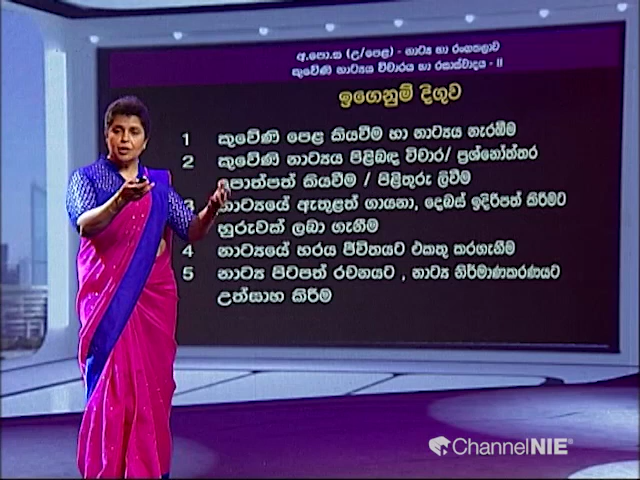 අ.පො.ස (උ/පෙළ) - නාට්‍ය හා රංගකලාව
කුවේණි නාට්‍යය විචාරය හා රසාස්වාදය - II
ඉගෙනුම් දිගුව
1 කුවේණි පෙළ කියවීම හා නාට්‍යය නැරඹීම
2 කුවේණි නාට්‍යය පිළිබඳ විචාර/ ප්‍රශ්නෝත්තර
පොත්පත් කියවීම / පිළිතුරු ලිවීම
3 නාට්‍යයේ ඇතුළත් ගායනා, දෙබස් ඉදිරිපත් කිරීමට
හුරුවක් ලබා ගැනීම
4 නාට්‍යයේ හරය ජීවිතයට එකතු කරගැනීම
5 නාට්‍ය පිටපත් රචනයට , නාට්‍ය නිර්මාණකරණයට
උත්සාහ කිරීම
ChannelNIE